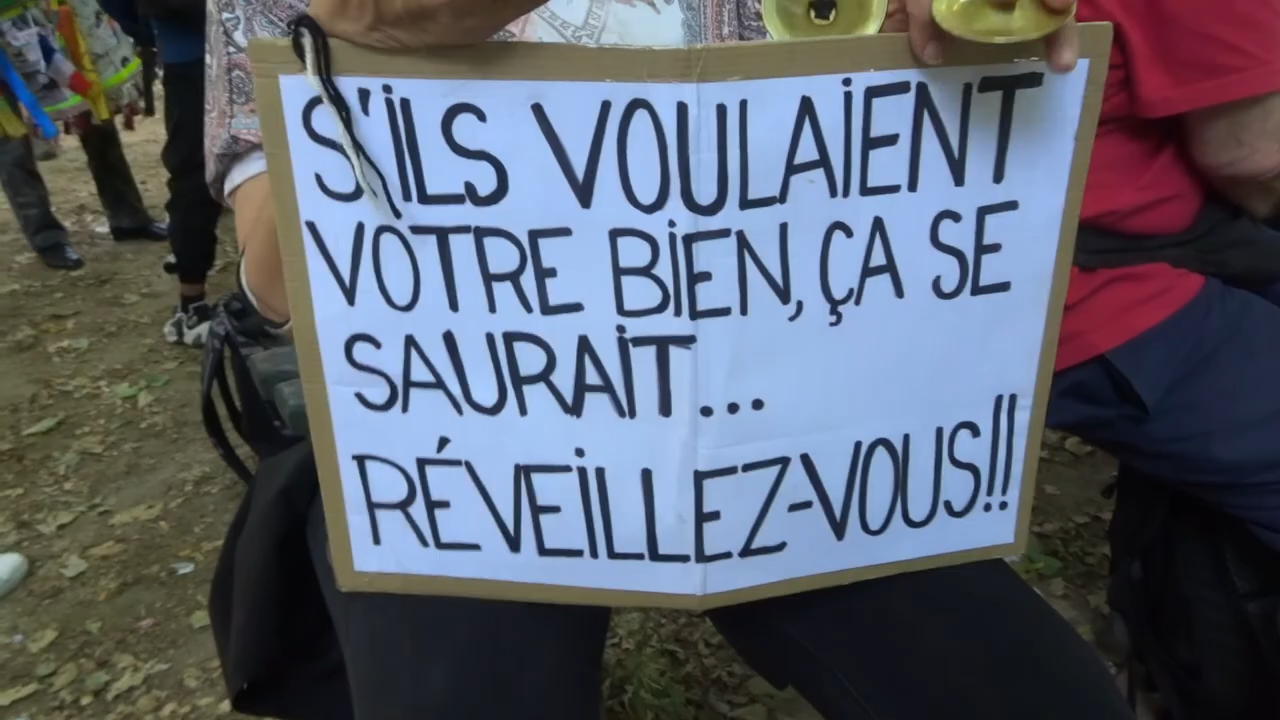 S'ILS VOULAIENT
VOTRE BIEN, ÇA SE
SAURAIT...
RÉVEILLEZ-VOUS!!